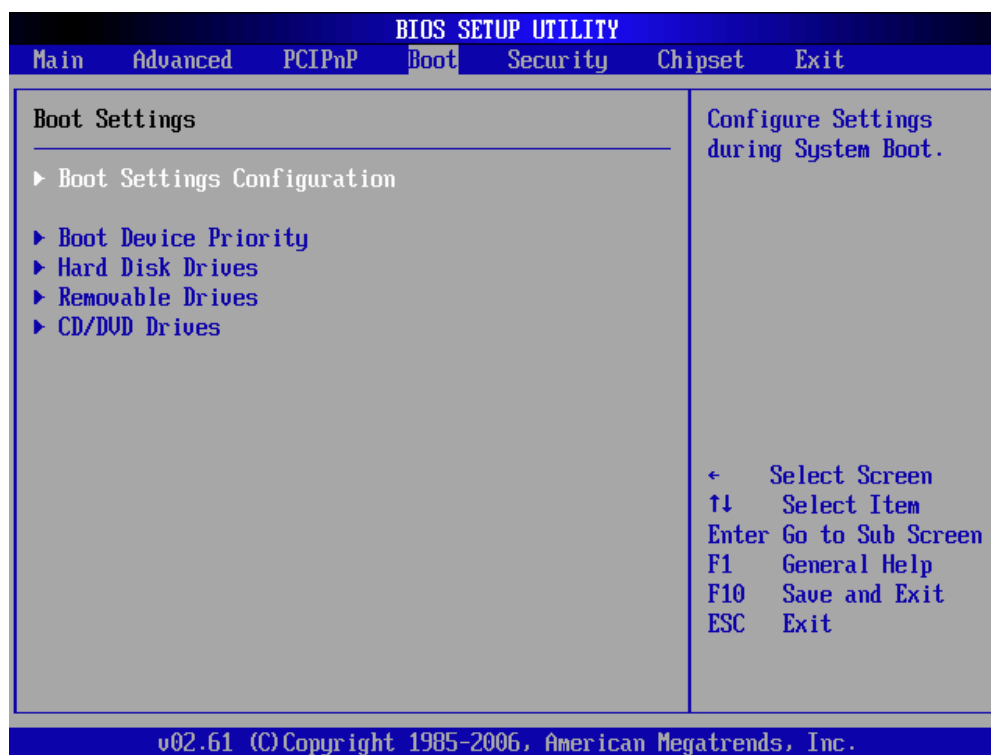 BIOS SETUP UTILITY
Main Advanced PCIPnP Boot Security Chipset Exit
Boot Settings
▶ Boot Settings Configuration
▶ Boot Device Priority
▶ Hard Disk Drives
▶ Removable Drives
▶ CD/DVD Drives
Configure Settings
during System Boot.
← Select Screen
↑↓ Select Item
Enter Go to Sub Screen
F1 General Help
F10 Save and Exit
ESC Exit
v02.61 (C)Copyright 1985-2006, American Megatrends, Inc.